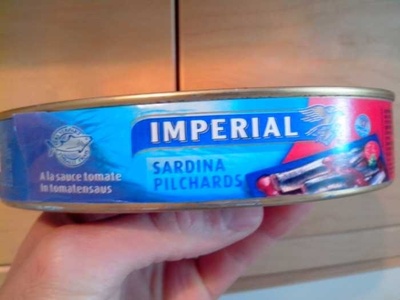 IMPERIAL
SARDINA
PILCHARDS
A la sauce tomate
In tomatensaus